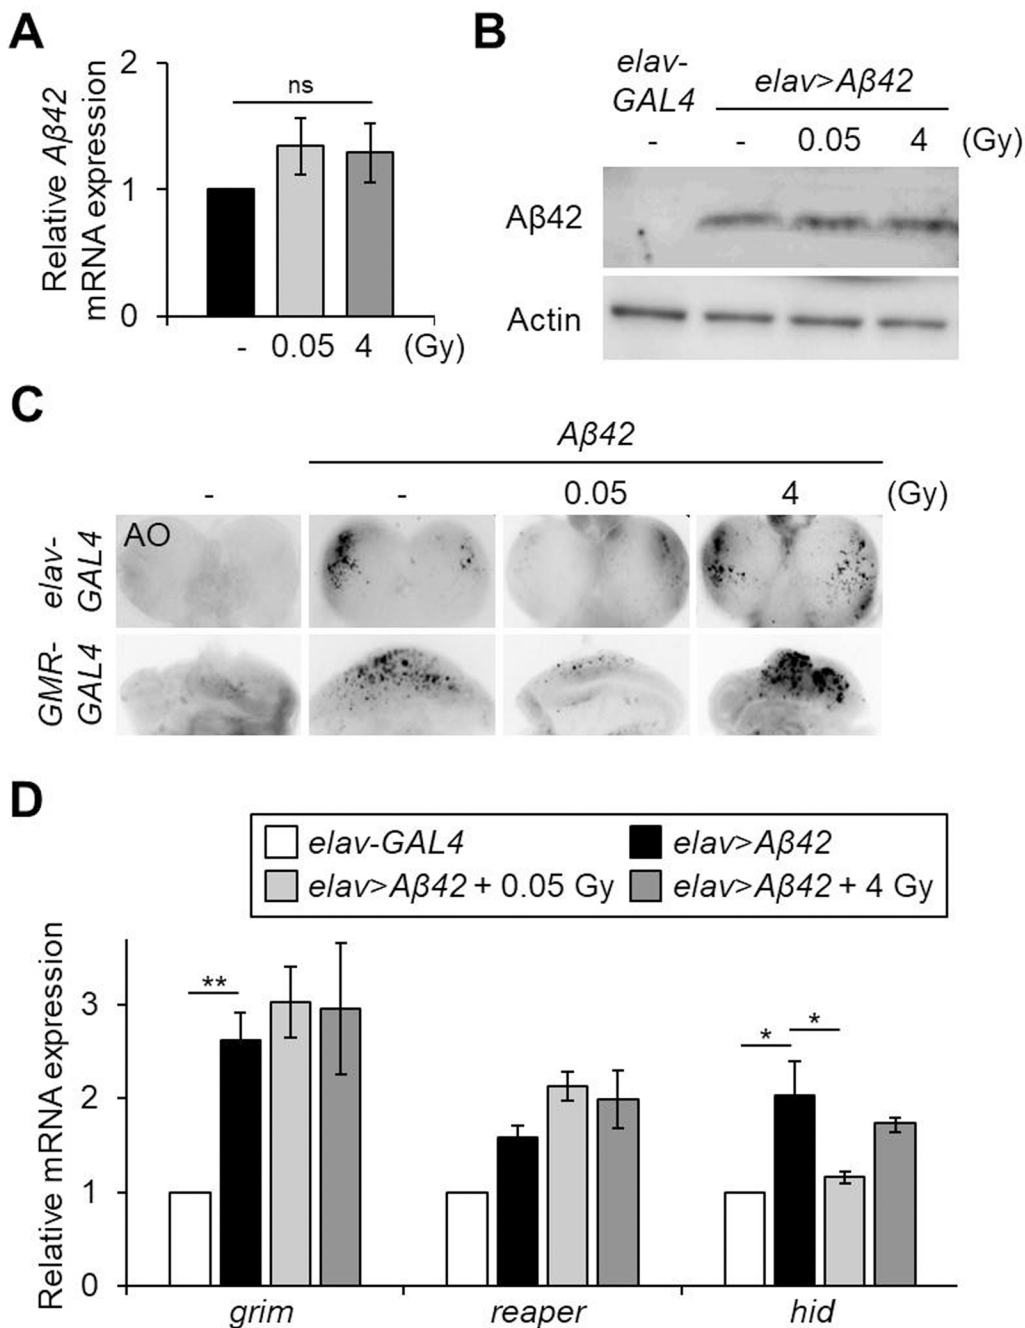 A
Relative Aβ42
mRNA expression
2
1
0
ns
- 0.05 4 (Gy)
B
elav-
GAL4
elav>Aβ42
- - 0.05 4 (Gy)
Aβ42
Actin
C
Aβ42
- - 0.05 4 (Gy)
elav-
GAL4
AO
GMR-
GAL4
D
elav-GAL4 elav>Aβ42
elav>Aβ42 + 0.05 Gy elav>Aβ42 + 4 Gy
Relative mRNA expression
3
2
1
0
**
* *
grim reaper hid